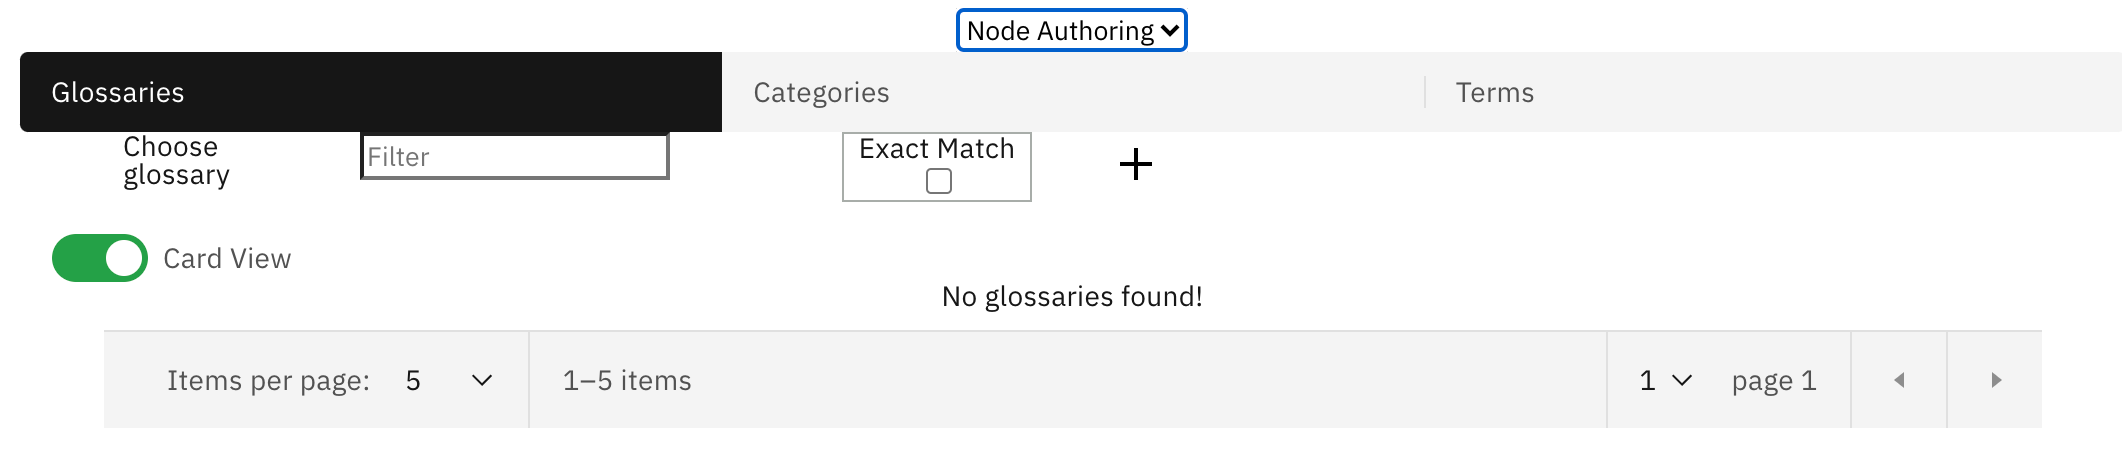 Node Authoring
Glossaries
Categories
Terms
Choose
glossary
Filter
Exact Match
Card View
No glossaries found!
Items per page: 5
1–5 items
1
page 1